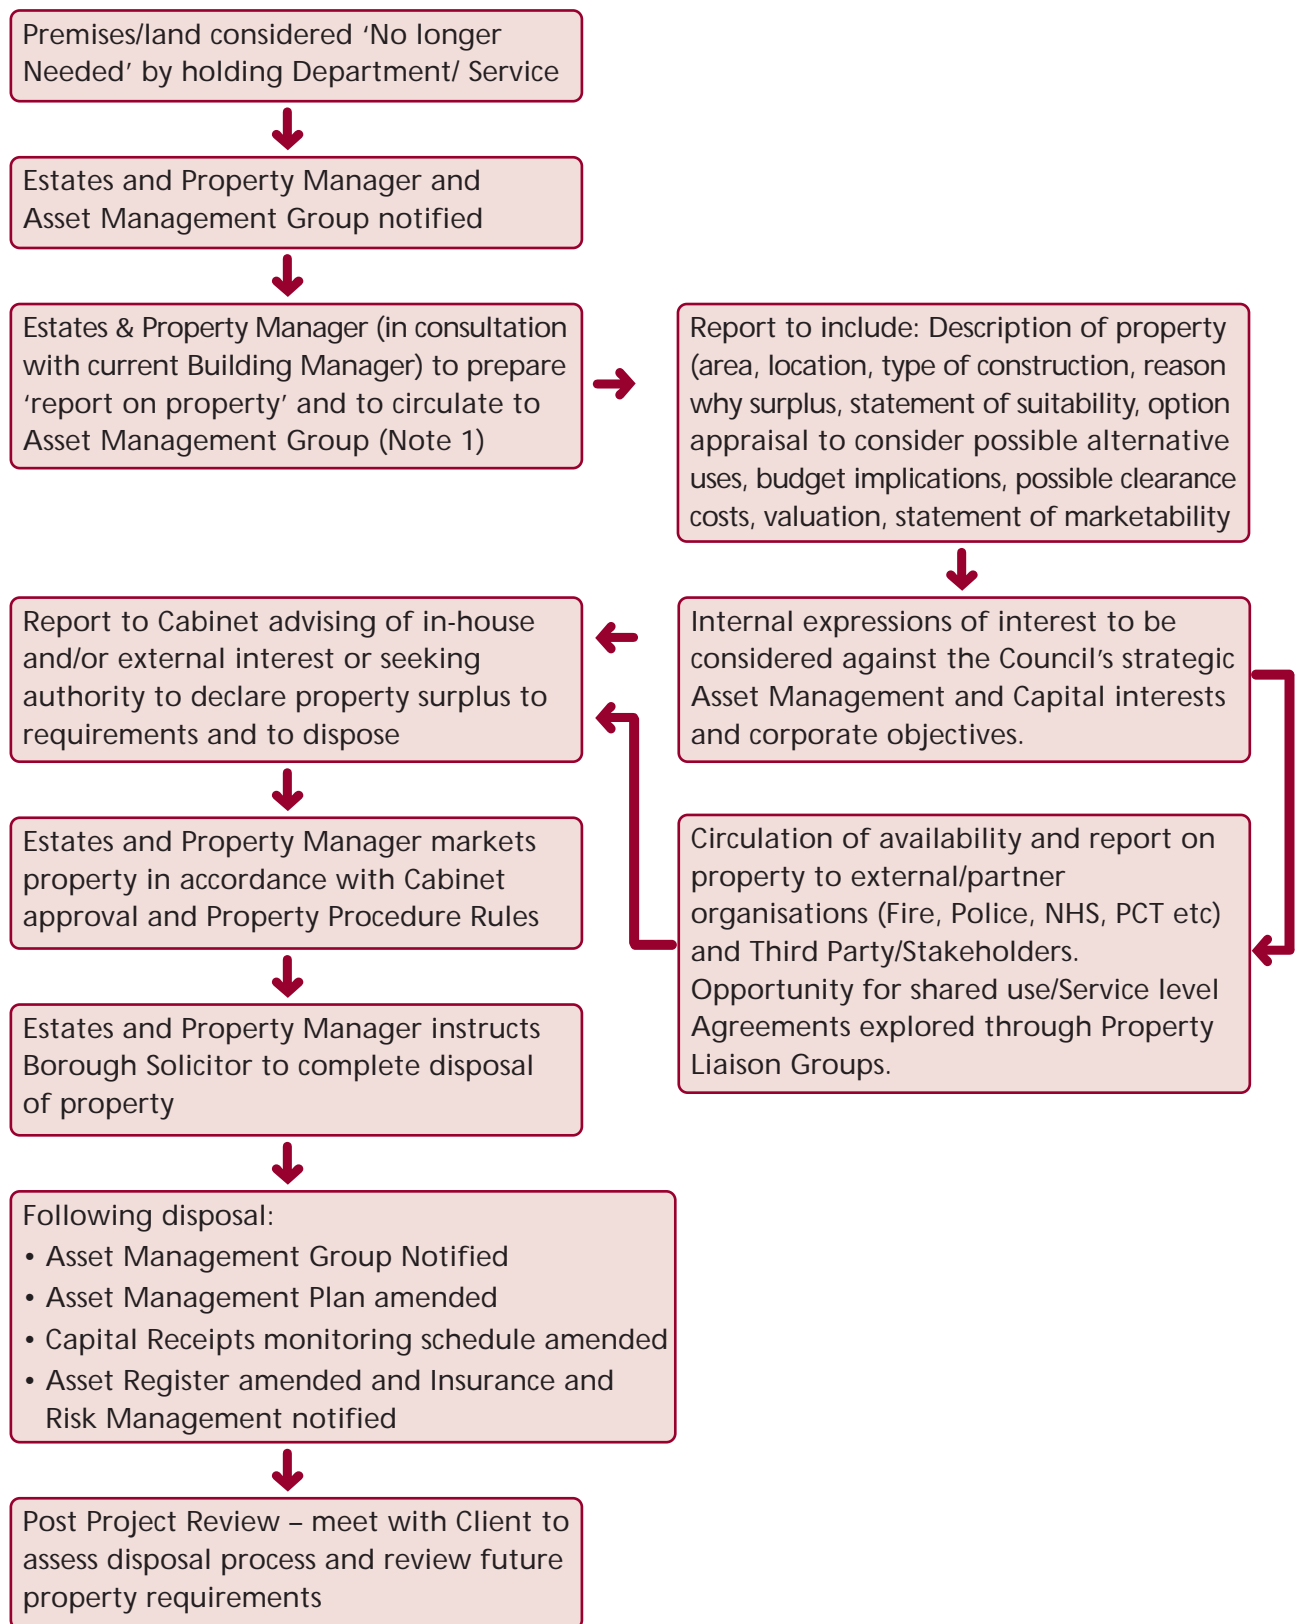 Premises/land considered ‘No longer
Needed’ by holding Department/ Service
Estates and Property Manager and
Asset Management Group notified
Estates & Property Manager (in consultation
with current Building Manager) to prepare
‘report on property’ and to circulate to
Asset Management Group (Note 1)
Report to include: Description of property
(area, location, type of construction, reason
why surplus, statement of suitability, option
appraisal to consider possible alternative
uses, budget implications, possible clearance
costs, valuation, statement of marketability
Internal expressions of interest to be
considered against the Council’s strategic
Asset Management and Capital interests
and corporate objectives.
Circulation of availability and report on
property to external/partner
organisations (Fire, Police, NHS, PCT etc)
and Third Party/Stakeholders.
Opportunity for shared use/Service level
Agreements explored through Property
Liaison Groups.
Report to Cabinet advising of in-house
and/or external interest or seeking
authority to declare property surplus to
requirements and to dispose
Estates and Property Manager markets
property in accordance with Cabinet
approval and Property Procedure Rules
Estates and Property Manager instructs
Borough Solicitor to complete disposal
of property
Following disposal:
• Asset Management Group Notified
• Asset Management Plan amended
• Capital Receipts monitoring schedule amended
• Asset Register amended and Insurance and
Risk Management notified
Post Project Review – meet with Client to
assess disposal process and review future
property requirements